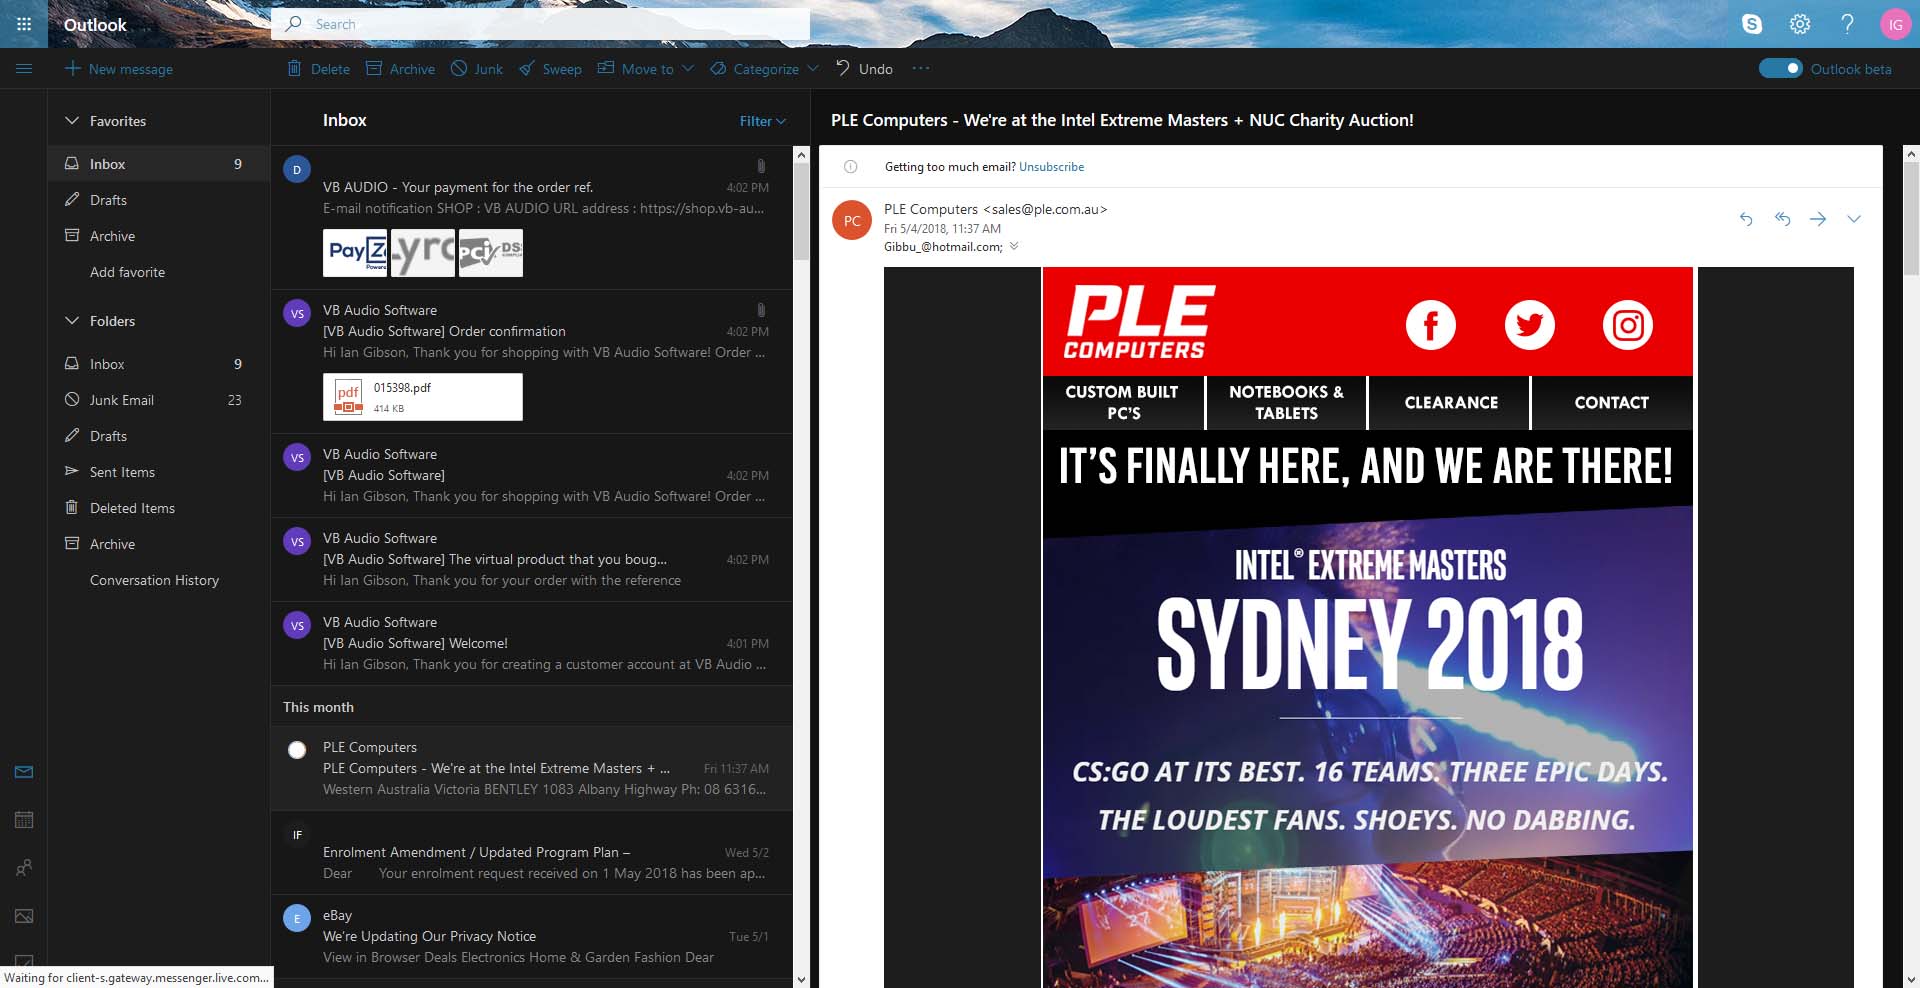 Outlook
Search
IG
New message
Delete
Archive
Junk
Sweep
Move to
Categorize
Undo
Outlook beta
Favorites
Inbox 9
Drafts
Archive
Add favorite
Folders
Inbox 9
Junk Email 23
Drafts
Sent Items
Deleted Items
Archive
Conversation History
Waiting for client-s.gateway.messenger.live.com...
Inbox
Filter
D
VB AUDIO - Your payment for the order ref. 4:02 PM
E-mail notification SHOP : VB AUDIO URL address : https://shop.vb-au...
VS
VB Audio Software
[VB Audio Software] Order confirmation 4:02 PM
Hi Ian Gibson, Thank you for shopping with VB Audio Software! Order ...
pdf
015398.pdf
414 KB
VS
VB Audio Software
[VB Audio Software] 4:02 PM
Hi Ian Gibson, Thank you for shopping with VB Audio Software! Order ...
VS
VB Audio Software
[VB Audio Software] The virtual product that you boug... 4:02 PM
Hi Ian Gibson, Thank you for your order with the reference
VS
VB Audio Software
[VB Audio Software] Welcome! 4:01 PM
Hi Ian Gibson, Thank you for creating a customer account at VB Audio ...
This month
PLE Computers
PLE Computers - We're at the Intel Extreme Masters + ... Fri 11:37 AM
Western Australia Victoria BENTLEY 1083 Albany Highway Ph: 08 6316...
IF
Enrolment Amendment / Updated Program Plan – Wed 5/2
Dear Your enrolment request received on 1 May 2018 has been ap...
E
eBay
We're Updating Our Privacy Notice Tue 5/1
View in Browser Deals Electronics Home & Garden Fashion Dear
PLE Computers - We're at the Intel Extreme Masters + NUC Charity Auction!
Getting too much email? Unsubscribe
PC
PLE Computers <sales@ple.com.au>
Fri 5/4/2018, 11:37 AM
Gibbu_@hotmail.com;
PLE
COMPUTERS
CUSTOM BUILT
PC'S
NOTEBOOKS &
TABLETS
CLEARANCE
CONTACT
IT'S FINALLY HERE, AND WE ARE THERE!
INTEL® EXTREME MASTERS
SYDNEY 2018
CS:GO AT ITS BEST. 16 TEAMS. THREE EPIC DAYS.
THE LOUDEST FANS. SHOEYS. NO DABBING.